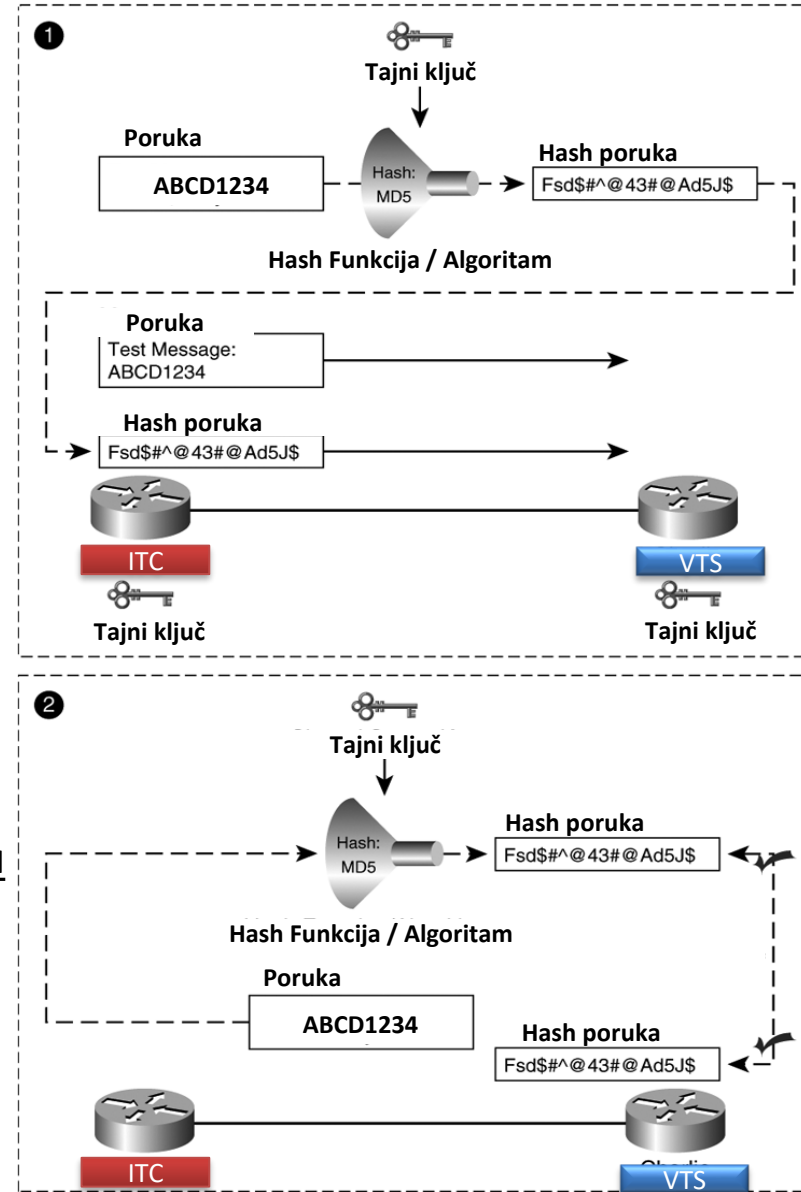 1
Tajni ključ
Poruka
ABCD1234
Hash:
MD5
Hash poruka
Fsd$#^@43#@Ad5J$
Hash Funkcija / Algoritam
Poruka
Test Message:
ABCD1234
Hash poruka
Fsd$#^@43#@Ad5J$
ITC
VTS
Tajni ključ
Tajni ključ
2
Tajni ključ
Hash:
MD5
Hash poruka
Fsd$#^@43#@Ad5J$
Hash Funkcija / Algoritam
Poruka
ABCD1234
Hash poruka
Fsd$#^@43#@Ad5J$
ITC
VTS